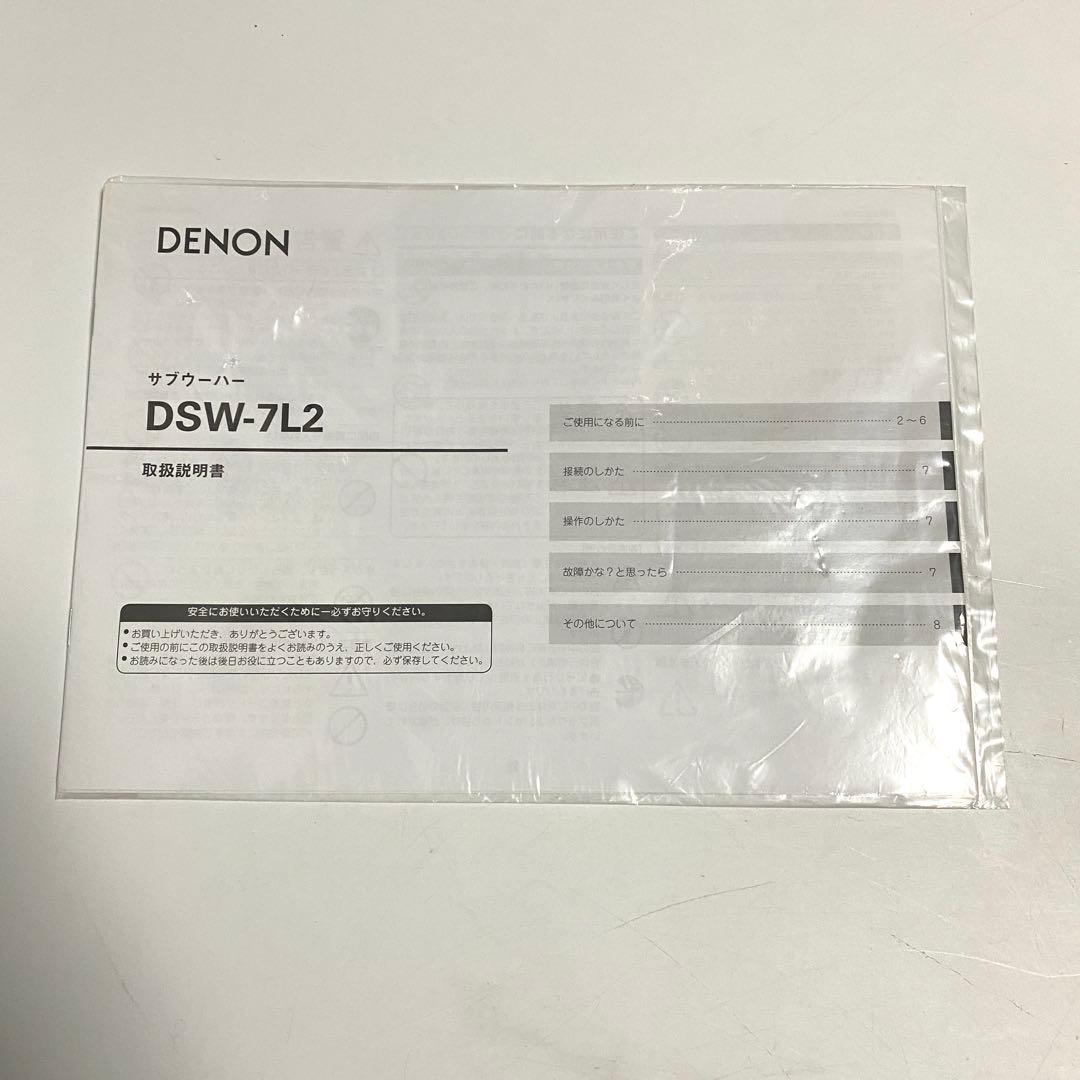 DENON
サブウーハー
DSW-7L2
取扱説明書
安全にお使いいただくために—必ずお守りください。
●お買い上げいただき、ありがとうございます。
●ご使用の前にこの取扱説明書をよくお読みのうえ、正しくご使用ください。
●お読みになった後は後日お役に立つこともありますので、必ず保存してください。
ご使用になる前に …… 2～6
接続のしかた …… 7
操作のしかた …… 7
故障かな？と思ったら …… 7
その他について …… 8